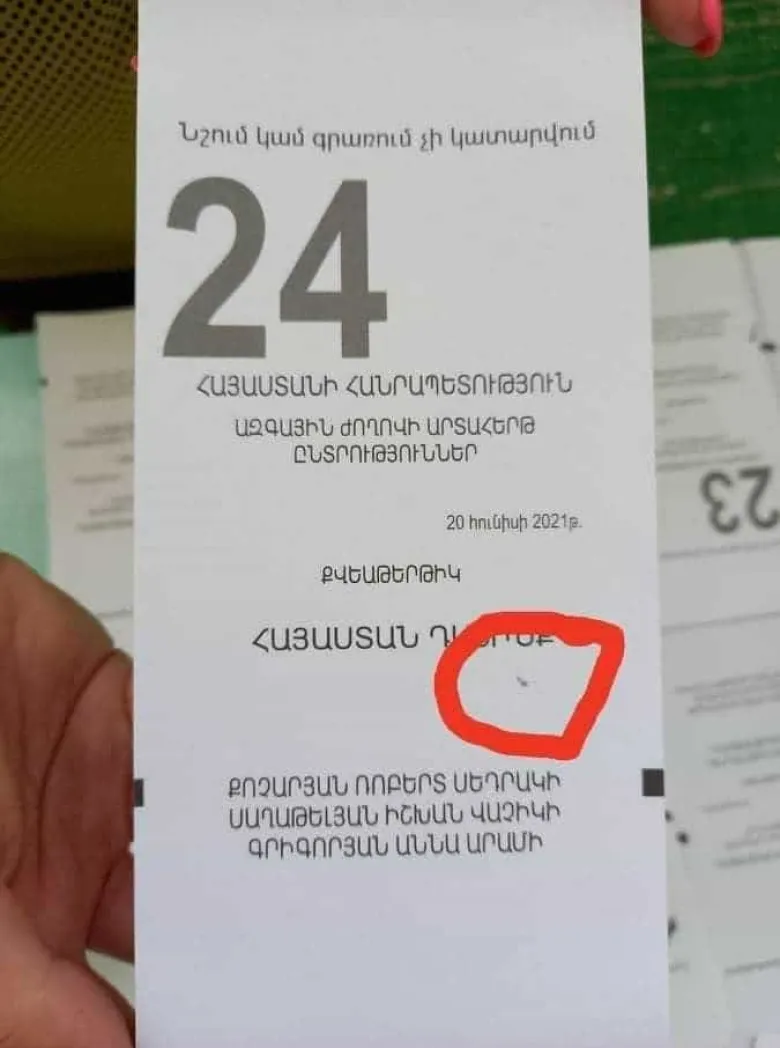 Նշում կամ գրառում չի կատարվում
24
ՀԱՅԱՍՏԱՆԻ ՀԱՆՐԱՊԵՏՈՒԹՅՈՒՆ
ԱԶԳԱՅԻՆ ԺՈՂՈՎԻ ԱՐՏԱՀԵՐԹ
ԸՆՏՐՈՒԹՅՈՒՆՆԵՐ
20 հունիսի 2021թ.
ՔՎԵԱԹԵՐԹԻԿ
ՀԱՅԱՍՏԱՆ
ՔՈՉԱՐՅԱՆ ՌՈԲԵՐՏ ՍԵԴՐԱԿԻ
ՍԱՂԱԹԵԼՅԱՆ ԻՇԽԱՆ ՎԱՉԻԿԻ
ԳՐԻԳՈՐՅԱՆ ԱՆՆԱ ԱՐԱՄԻ
23